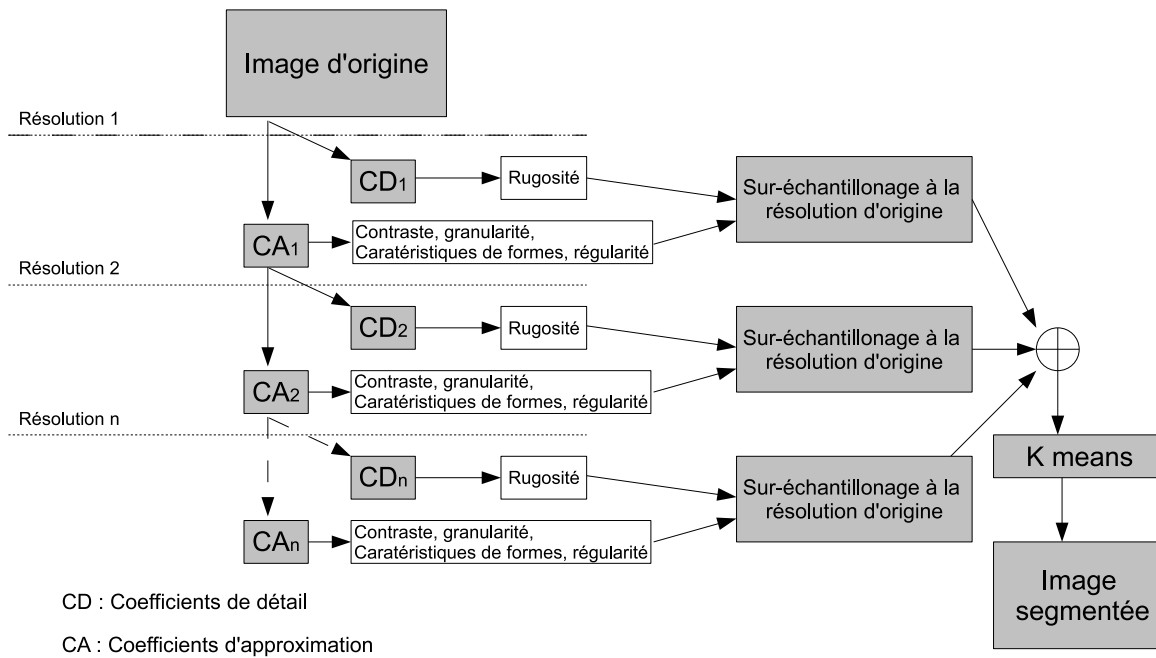 Image d'origine
Résolution 1
CD1
Rugosité
Sur-échantillonage à la
résolution d'origine
CA1
Contraste, granularité,
Caratéristiques de formes, régularité
Résolution 2
CD2
Rugosité
Sur-échantillonage à la
résolution d'origine
CA2
Contraste, granularité,
Caratéristiques de formes, régularité
Résolution n
CDn
Rugosité
Sur-échantillonage à la
résolution d'origine
K means
CAn
Contraste, granularité,
Caratéristiques de formes, régularité
Image
segmentée
CD : Coefficients de détail
CA : Coefficients d'approximation